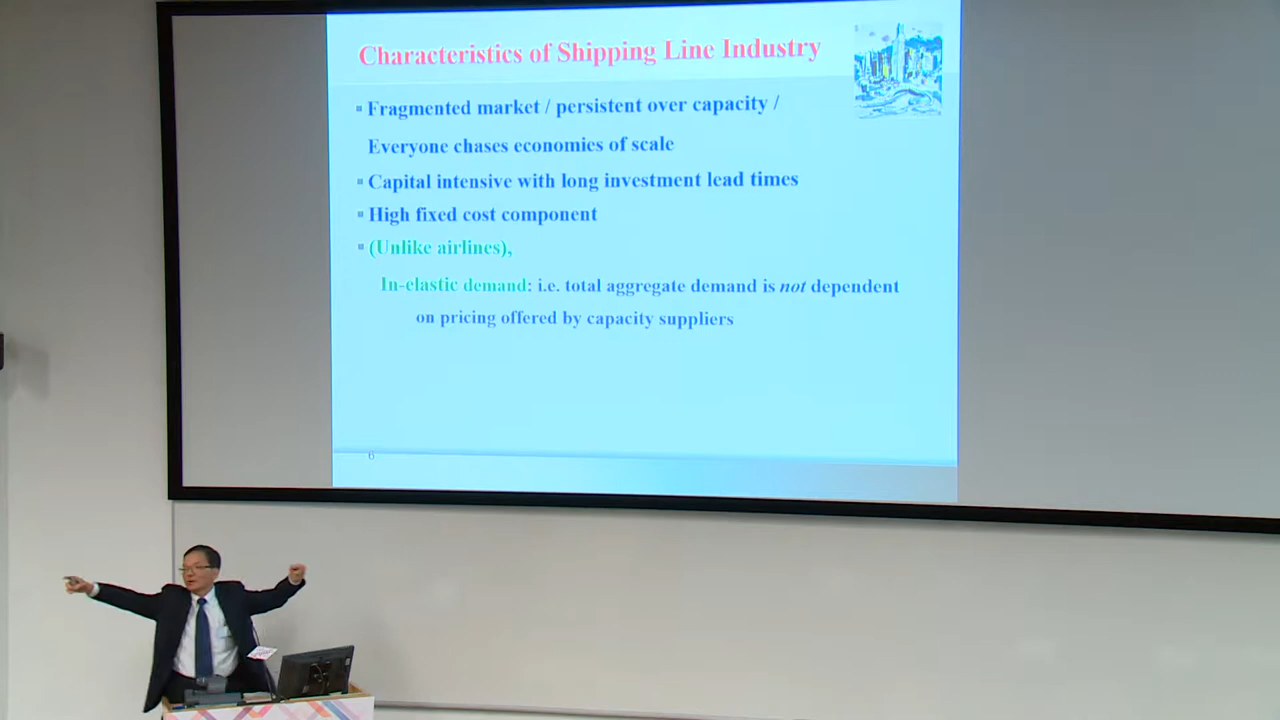 Characteristics of Shipping Line Industry
Fragmented market / persistent over capacity /
Everyone chases economies of scale
Capital intensive with long investment lead times
High fixed cost component
(Unlike airlines),
In-elastic demand: i.e. total aggregate demand is not dependent
on pricing offered by capacity suppliers
6